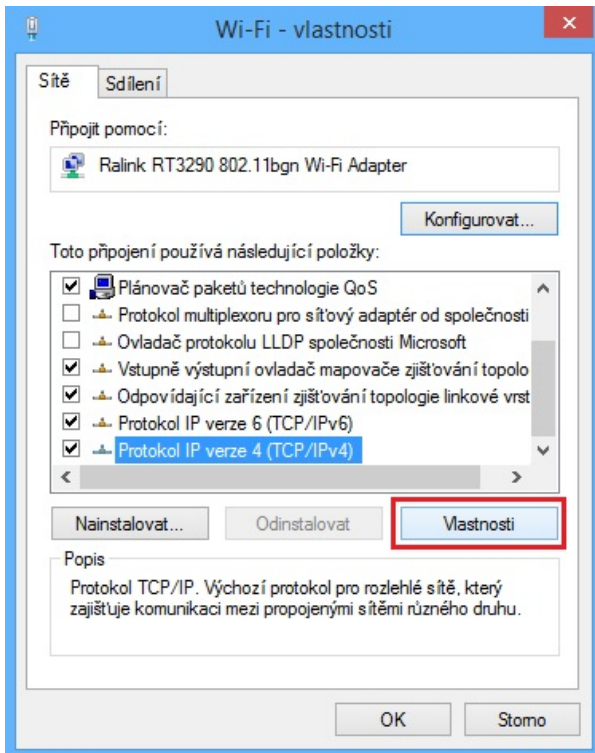 Wi-Fi - vlastnosti
Sítě
Sdílení
Připojit pomocí:
Ralink RT3290 802.11bgn Wi-Fi Adapter
Konfigurovat...
Toto připojení používá následující položky:
Plánovač paketů technologie QoS
Protokol multiplexoru pro síťový adaptér od společnosti
Ovladač protokolu LLDP společnosti Microsoft
Vstupně výstupní ovladač mapovače zjišťování topolo
Odpovídající zařízení zjišťování topologie linkové vrst
Protokol IP verze 6 (TCP/IPv6)
Protokol IP verze 4 (TCP/IPv4)
Nainstalovat...
Odinstalovat
Vlastnosti
Popis
Protokol TCP/IP. Výchozí protokol pro rozlehlé sítě, který
zajišťuje komunikaci mezi propojenými sítěmi různého druhu.
OK
Storno